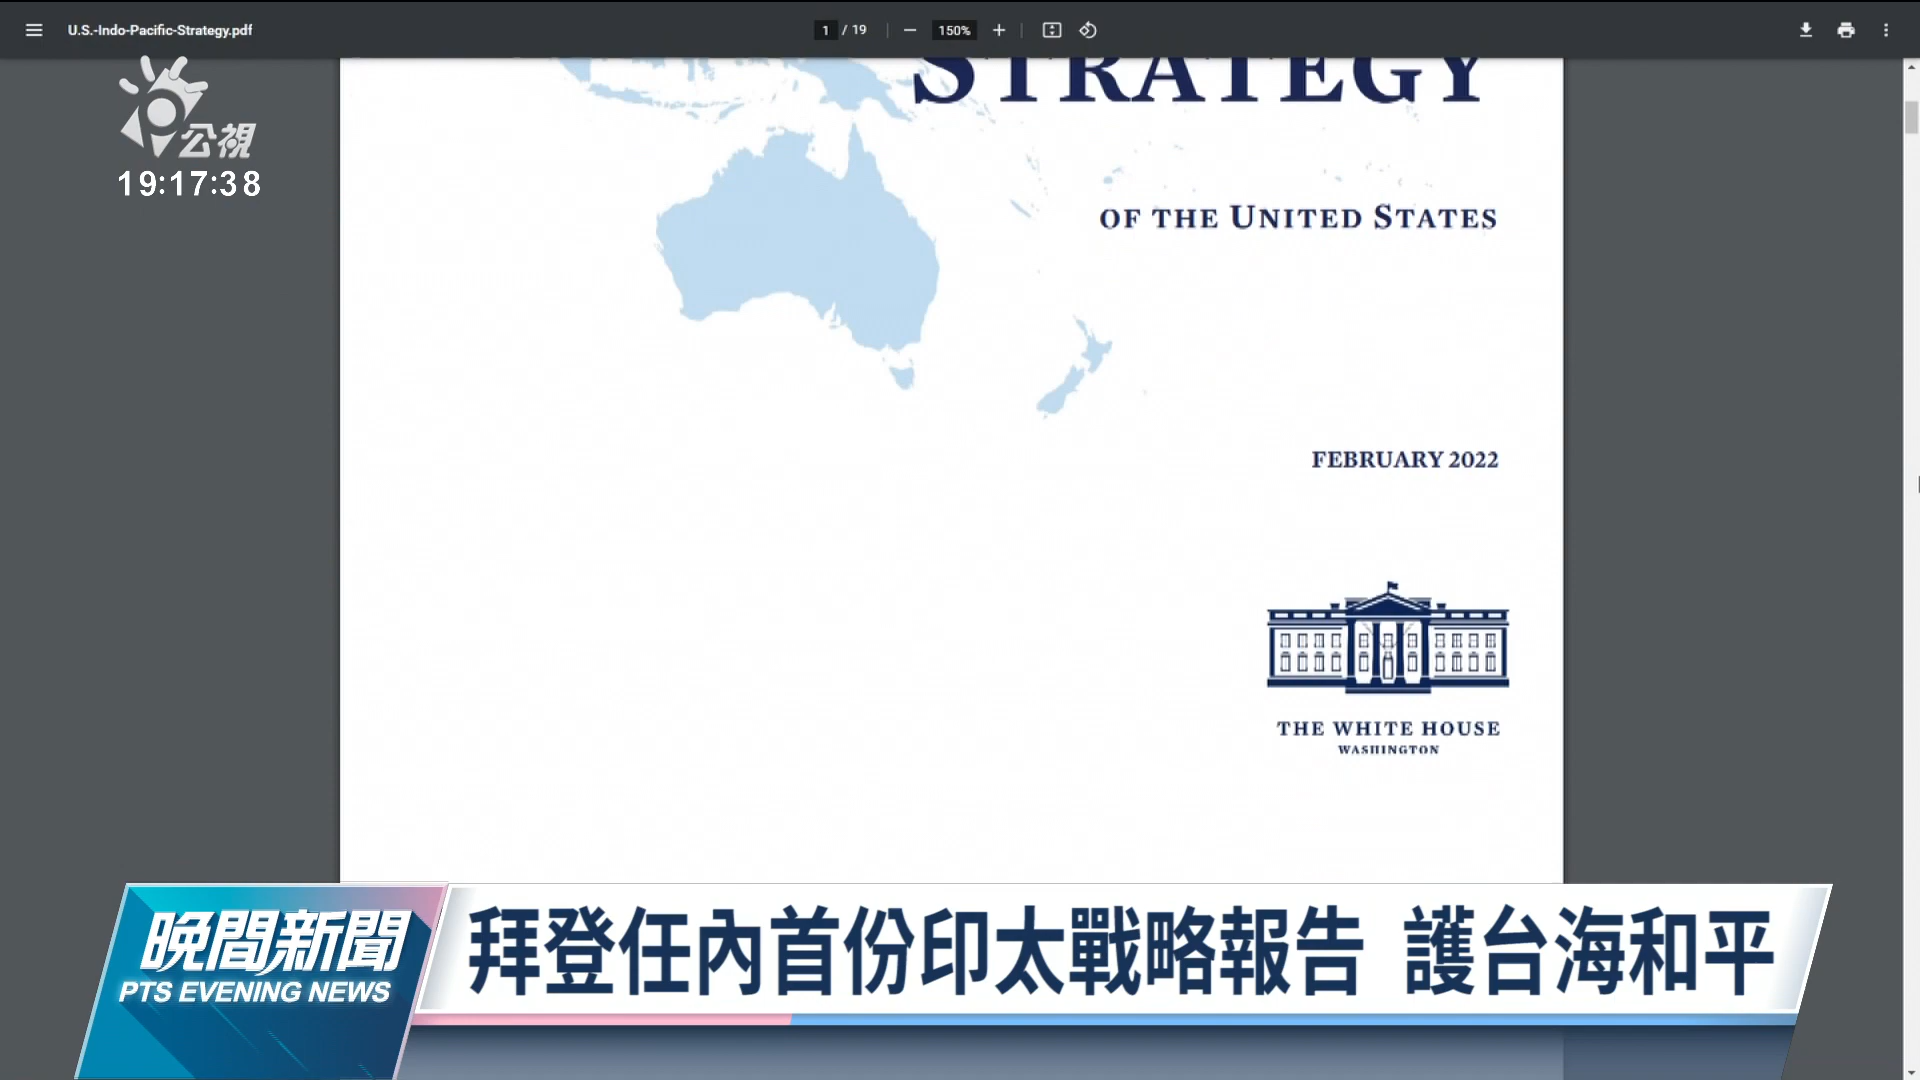 U.S.-Indo-Pacific-Strategy.pdf
1 / 19
150%
公視
19:17:38
STRATEGY
OF THE UNITED STATES
FEBRUARY 2022
THE WHITE HOUSE
WASHINGTON
晚間新聞
PTS EVENING NEWS
拜登任內首份印太戰略報告 護台海和平